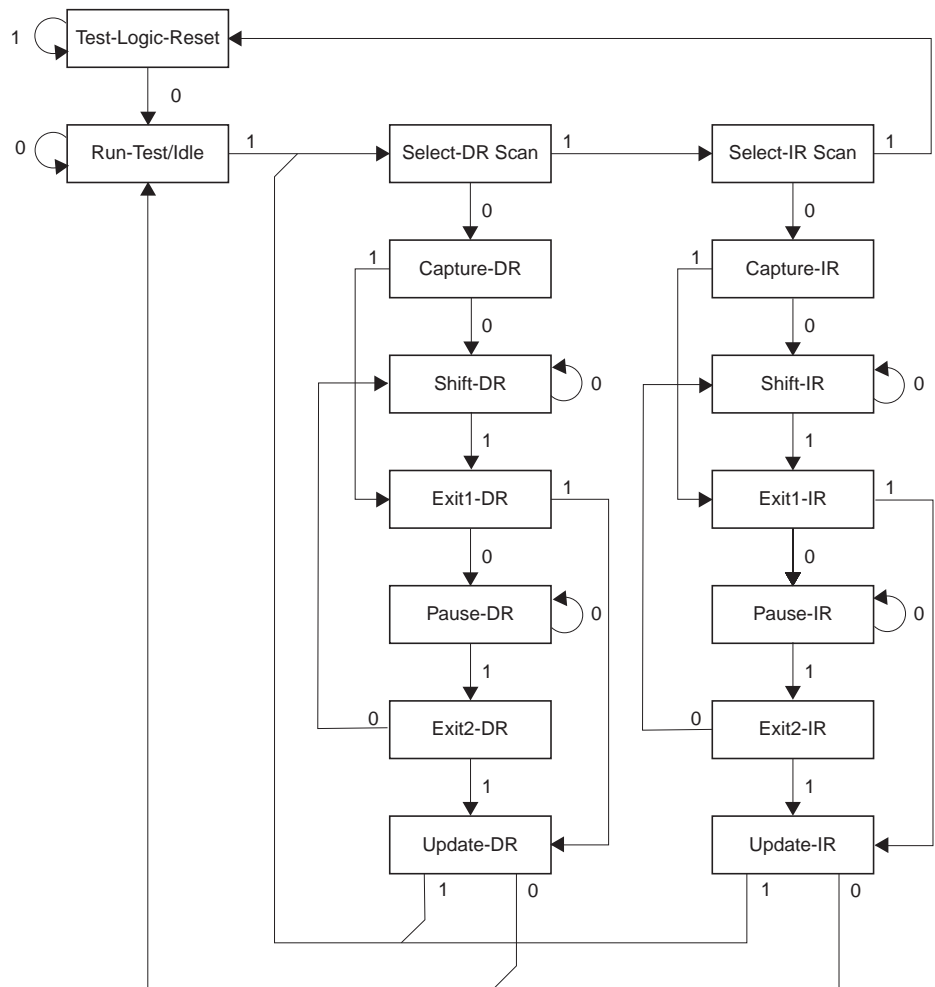 1 Test-Logic-Reset
0
0 Run-Test/Idle 1 Select-DR Scan 1 Select-IR Scan 1
0 0
1 Capture-DR 1 Capture-IR
0 0
Shift-DR 0 Shift-IR 0
1 1
Exit1-DR 1 Exit1-IR 1
0 0
Pause-DR 0 Pause-IR 0
1 1
0 Exit2-DR 0 Exit2-IR
1 1
Update-DR Update-IR
1 0 1 0